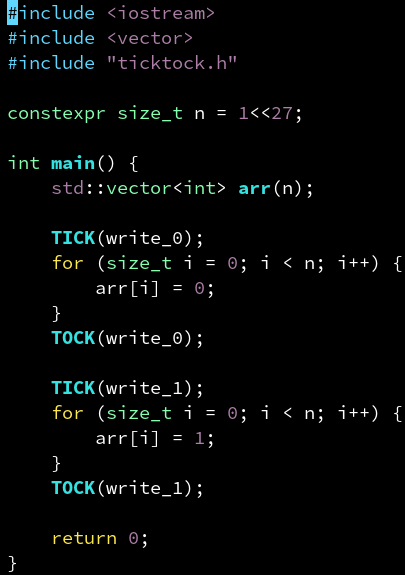 #include <iostream>
#include <vector>
#include "ticktock.h"

constexpr size_t n = 1<<27;

int main() {
    std::vector<int> arr(n);

    TICK(write_0);
    for (size_t i = 0; i < n; i++) {
        arr[i] = 0;
    }
    TOCK(write_0);

    TICK(write_1);
    for (size_t i = 0; i < n; i++) {
        arr[i] = 1;
    }
    TOCK(write_1);

    return 0;
}